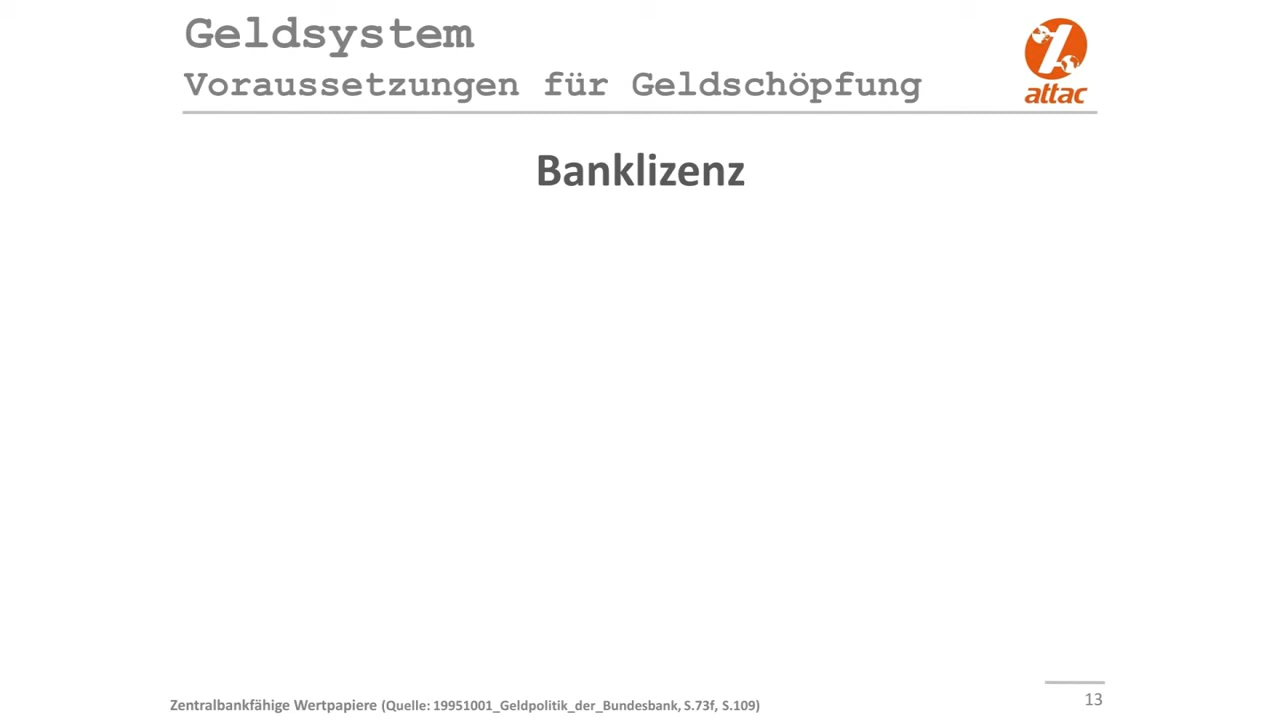 Geldsystem
Voraussetzungen für Geldschöpfung
attac
Banklizenz
Zentralbankfähige Wertpapiere (Quelle: 19951001_Geldpolitik_der_Bundesbank, S.73f, S.109)
13